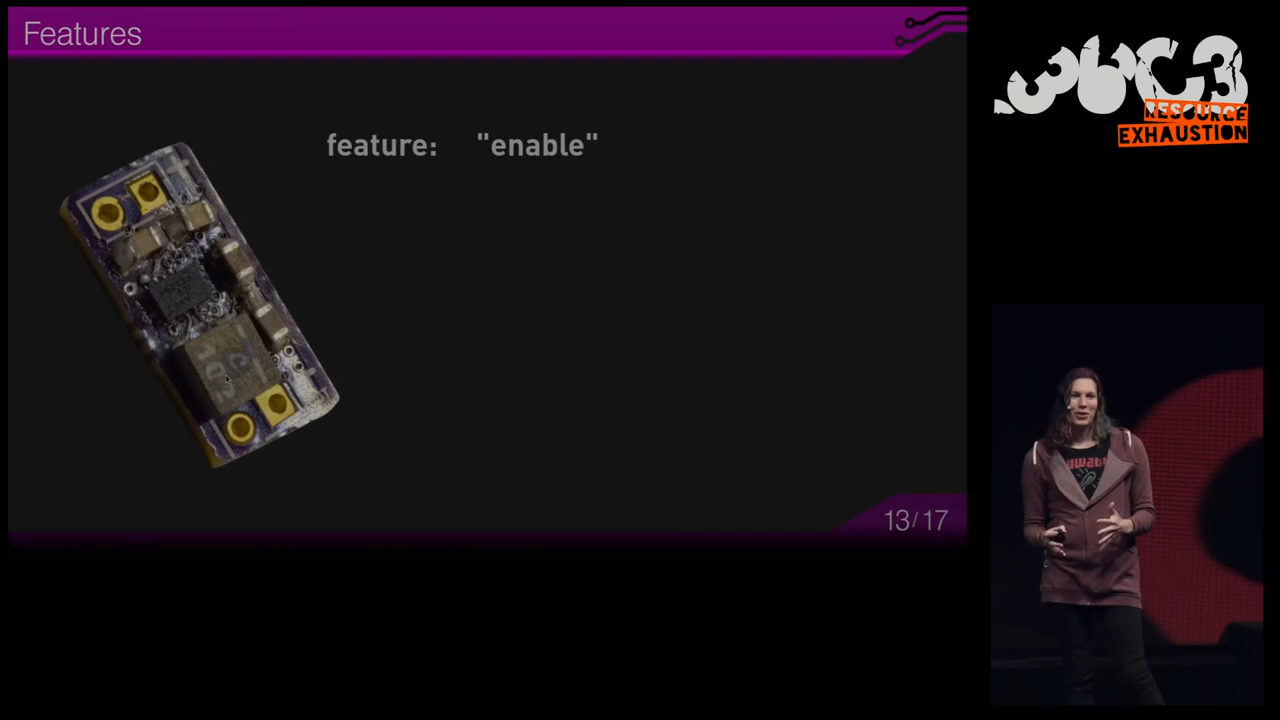 Features
feature: "enable"
13/17
36C3
RESOURCE
EXHAUSTION